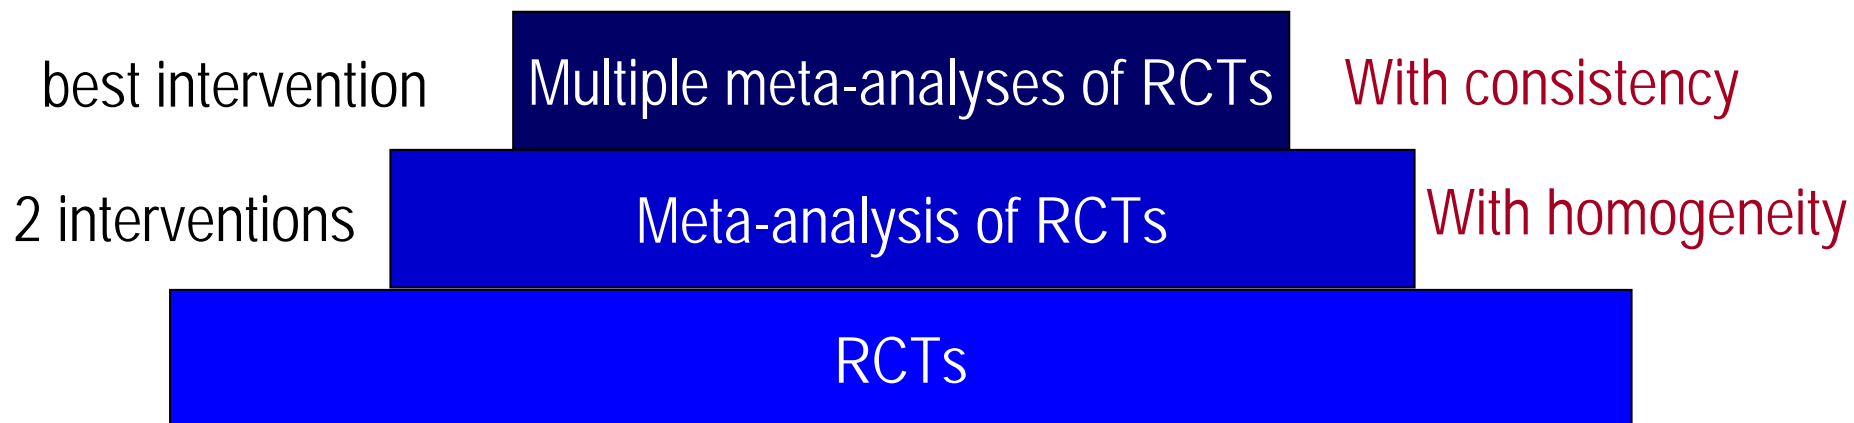 best intervention Multiple meta-analyses of RCTs With consistency
2 interventions Meta-analysis of RCTs With homogeneity
RCTs